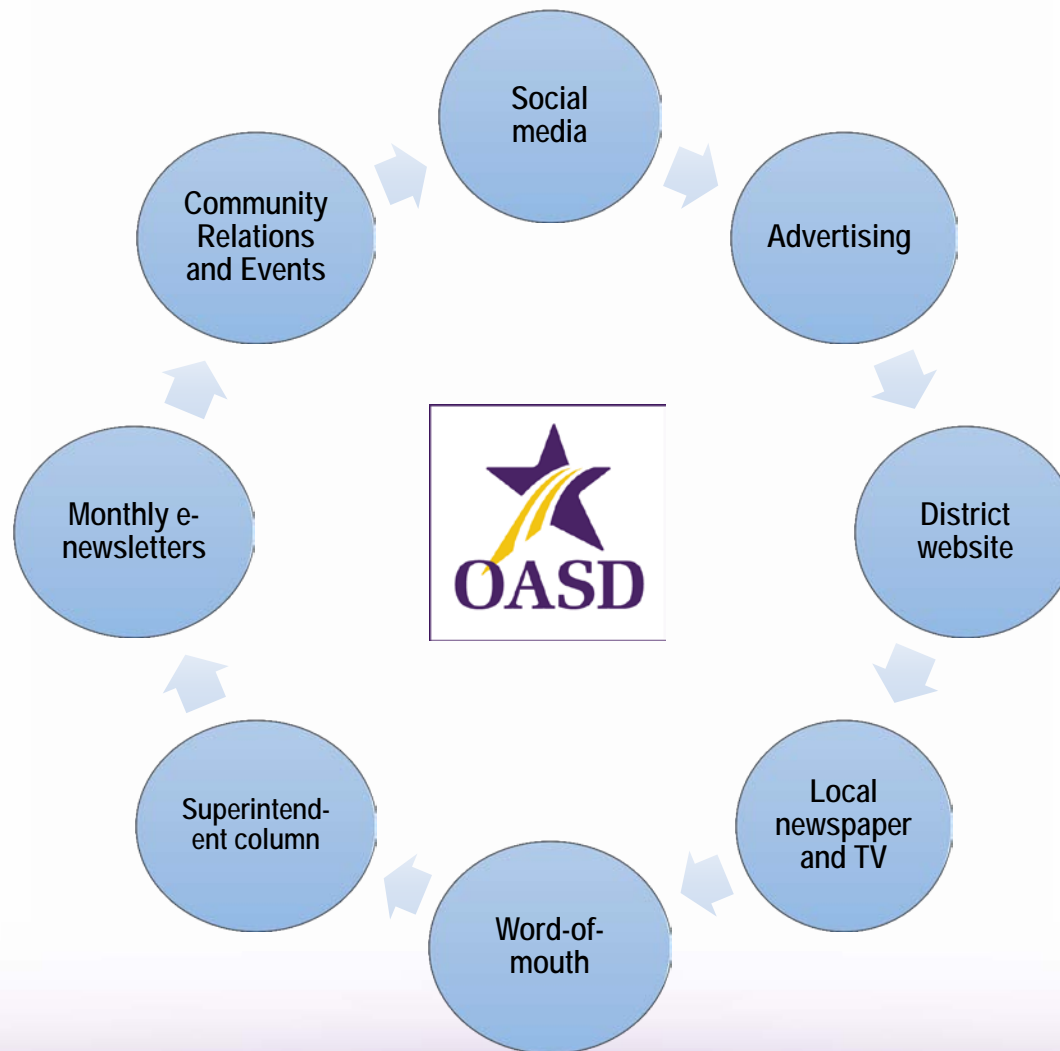 Social
media
Advertising
District
website
Local
newspaper
and TV
Word-of-
mouth
Superintend-
ent column
Monthly e-
newsletters
Community
Relations
and Events
OASD